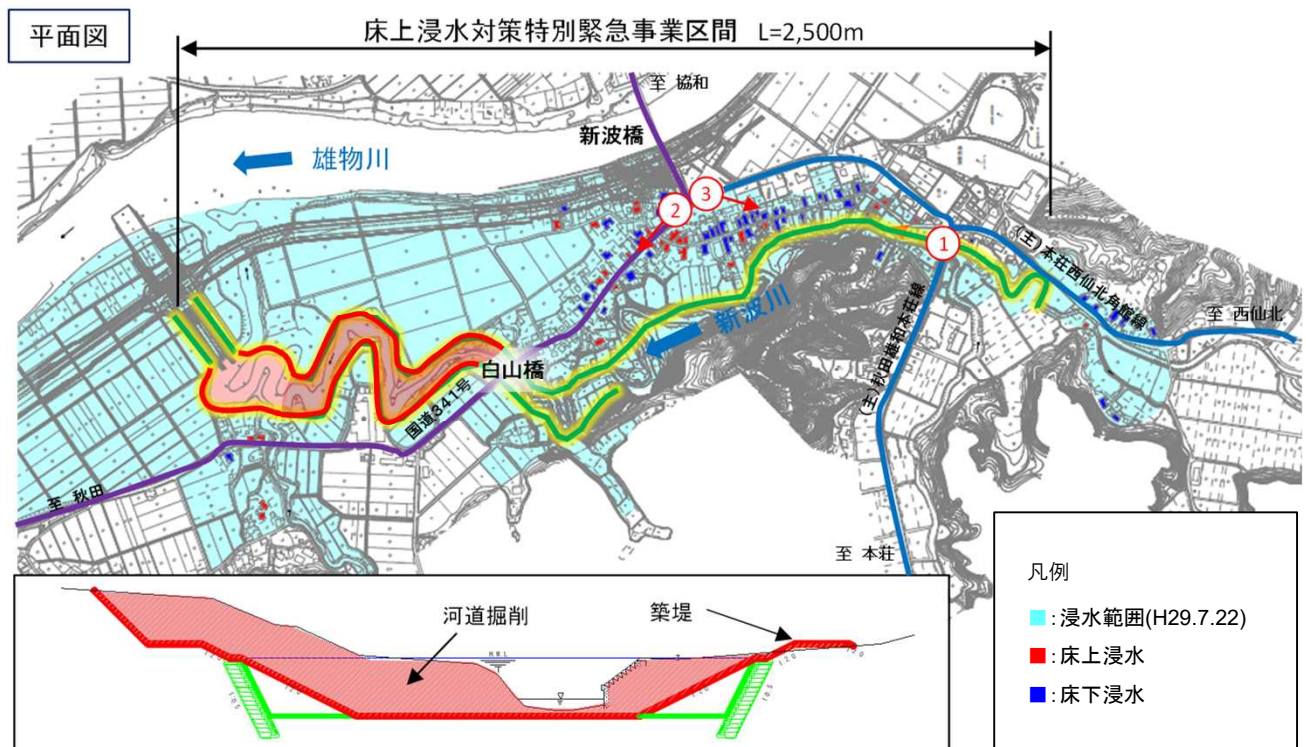 平面図
床上浸水対策特別緊急事業区間 L=2,500m
至 協和
新波橋
雄物川
③
②
①
(主)本荘西仙北角館線
至 西仙北
新波川
白山橋
(主)秋田雄和本荘線
国道341号
至 秋田
至 本荘
河道掘削
築堤
H.W.L
凡例
:浸水範囲(H29.7.22)
:床上浸水
:床下浸水